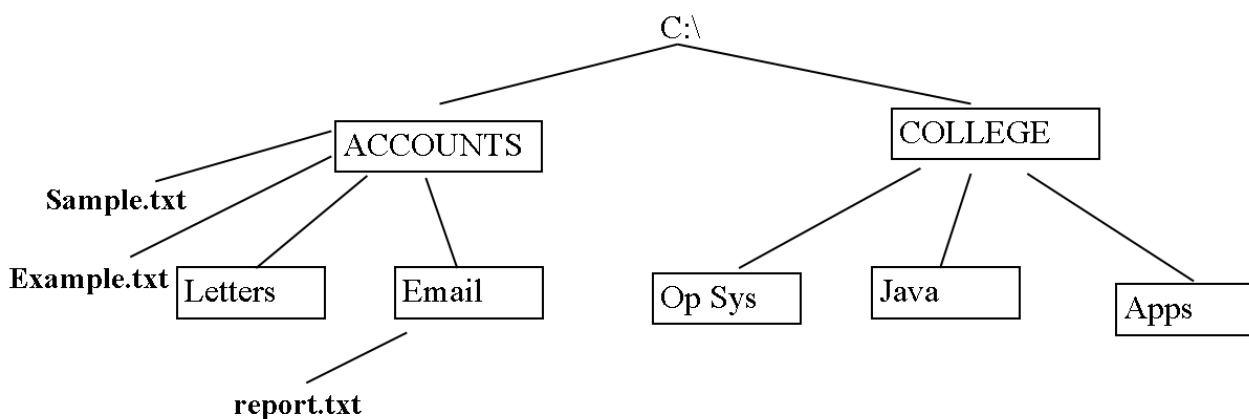 C:\
ACCOUNTS
COLLEGE
Sample.txt
Example.txt
Letters
Email
Op Sys
Java
Apps
report.txt